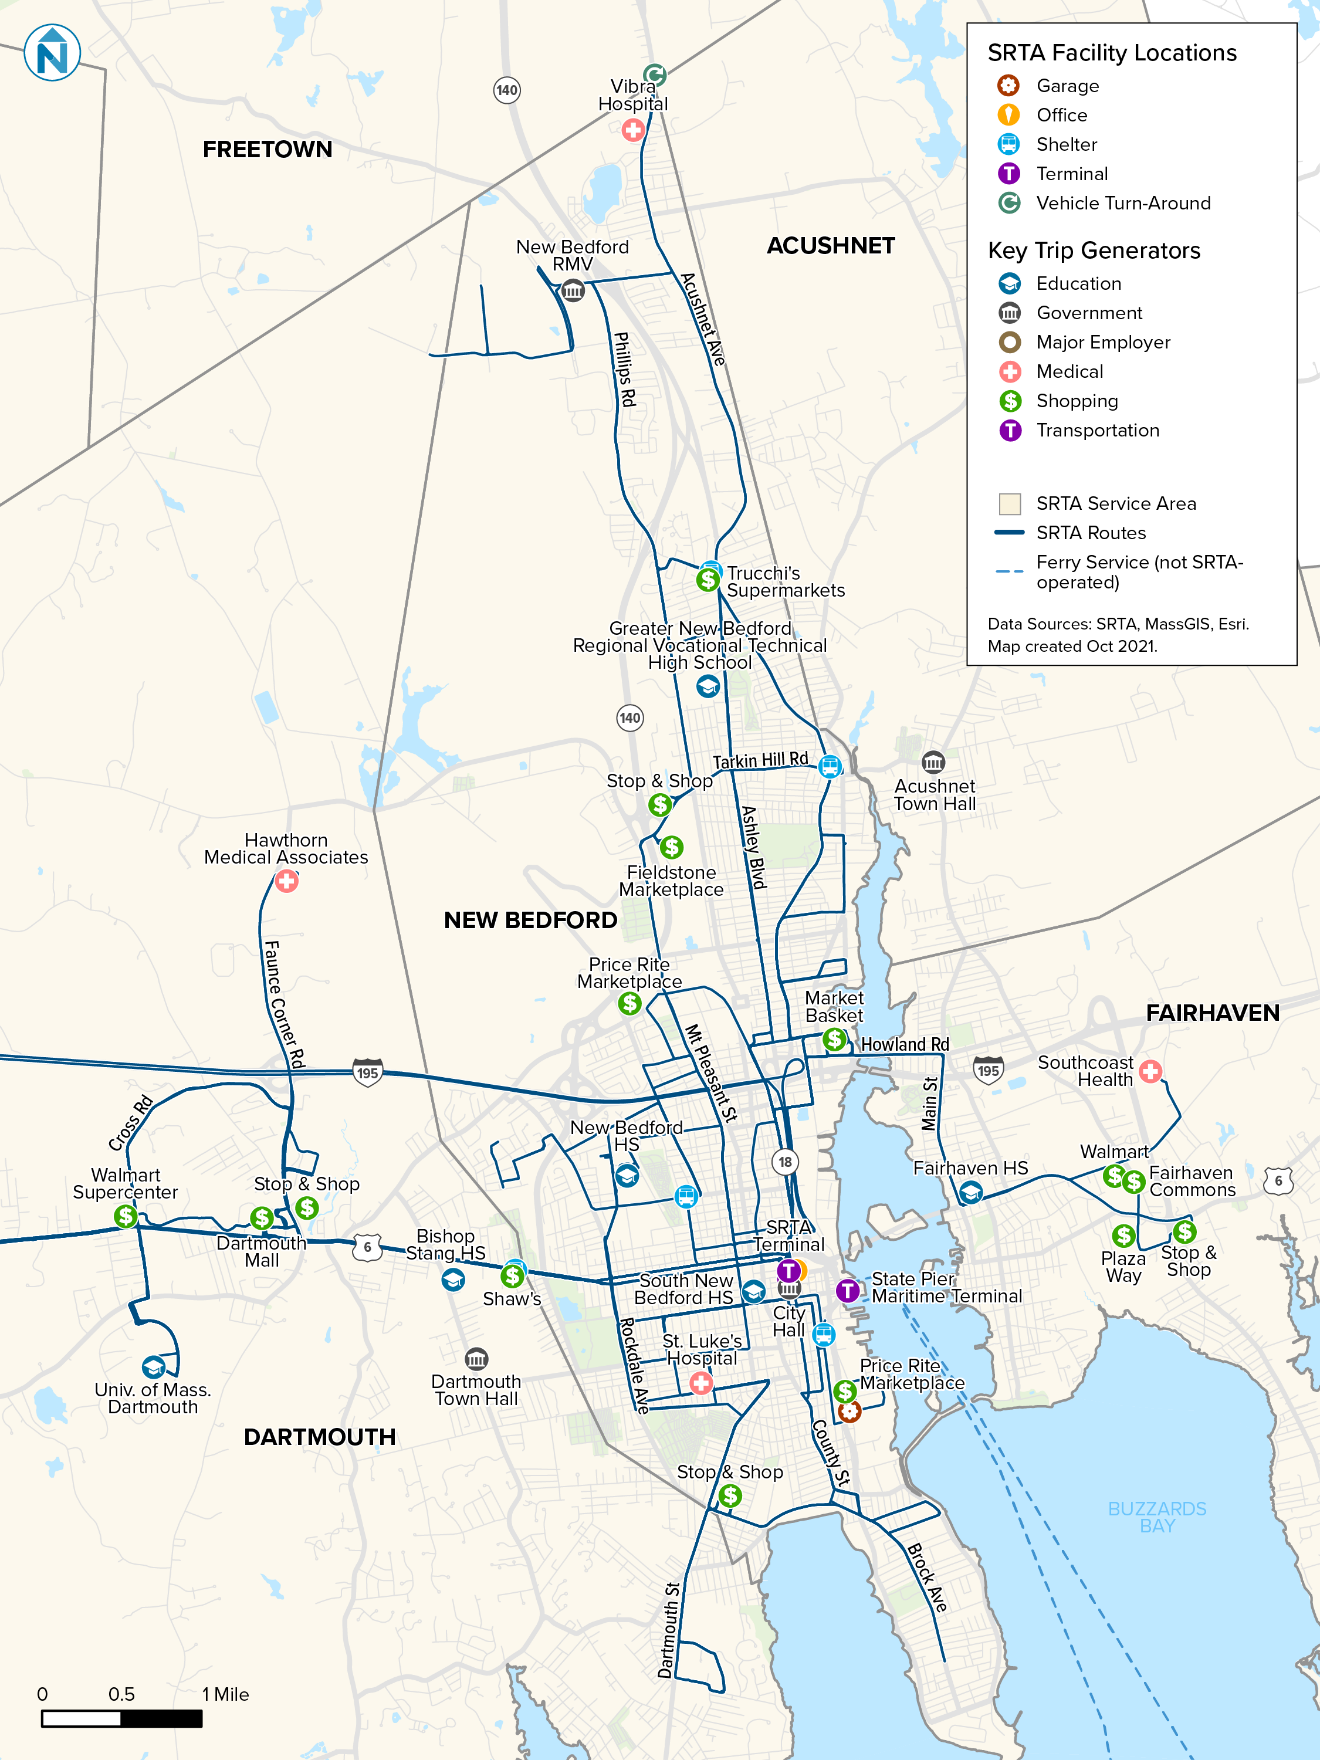 N
SRTA Facility Locations
Garage
Office
Shelter
T Terminal
Vehicle Turn-Around
Key Trip Generators
Education
Government
Major Employer
Medical
$ Shopping
T Transportation
SRTA Service Area
SRTA Routes
Ferry Service (not SRTA-
operated)
Data Sources: SRTA, MassGIS, Esri.
Map created Oct 2021.
140
Vibra
Hospital
FREETOWN
ACUSHNET
New Bedford
RMV
Acushnet Ave
Phillips Rd
$
Trucchi's
Supermarkets
Greater New Bedford
Regional Vocational Technical
High School
140
Tarkin Hill Rd
Stop & Shop
$
Acushnet
Town Hall
Ashley Blvd
Hawthorn
Medical Associates
$
Fieldstone
Marketplace
NEW BEDFORD
Faunce Corner Rd
Price Rite
Marketplace
$
Market
Basket
$
FAIRHAVEN
Howland Rd
Mt Pleasant St
195
195
Southcoast
Health
Main St
Cross Rd
New Bedford
HS
18
Walmart
$
$
Fairhaven
Commons
Fairhaven HS
6
Walmart
Supercenter
$
Stop & Shop
$
$
Dartmouth
Mall
6
Bishop
Stang HS
$
Shaw's
SRTA
Terminal
T
South New
Bedford HS
City
Hall
T
State Pier
Maritime Terminal
$
Plaza
Way
$
Stop &
Shop
Rockdale Ave
St. Luke's
Hospital
Univ. of Mass.
Dartmouth
Dartmouth
Town Hall
Price Rite
Marketplace
$
DARTMOUTH
County St
Stop & Shop
$
BUZZARDS
BAY
Brock Ave
Dartmouth St
0 0.5 1 Mile